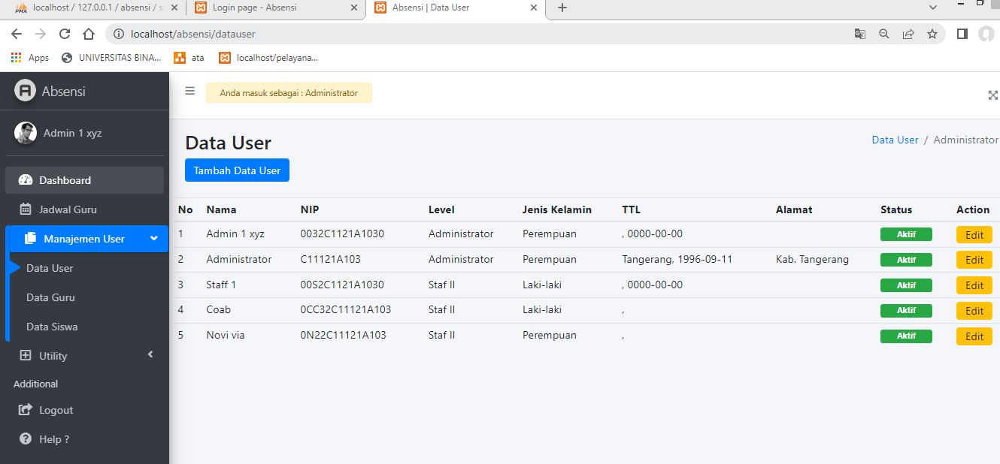 localhost / 127.0.0.1 / absensi / sy
Login page - Absensi
Absensi | Data User
localhost/absensi/datauser
Apps
UNIVERSITAS BINA...
ata
localhost/pelayana...
Absensi
Anda masuk sebagai : Administrator
Admin 1 xyz
Data User
Data User / Administrator
Tambah Data User
Dashboard
Jadwal Guru
Manajemen User
Data User
Data Guru
Data Siswa
Utility
Additional
Logout
Help ?
No Nama NIP Level Jenis Kelamin TTL Alamat Status Action
1 Admin 1 xyz 0032C1121A1030 Administrator Perempuan , 0000-00-00 Aktif Edit
2 Administrator C11121A103 Administrator Perempuan Tangerang, 1996-09-11 Kab. Tangerang Aktif Edit
3 Staff 1 00S2C1121A1030 Staf II Laki-laki , 0000-00-00 Aktif Edit
4 Coab 0CC32C11121A103 Staf II Laki-laki , Aktif Edit
5 Novi via 0N22C11121A103 Staf II Perempuan , Aktif Edit